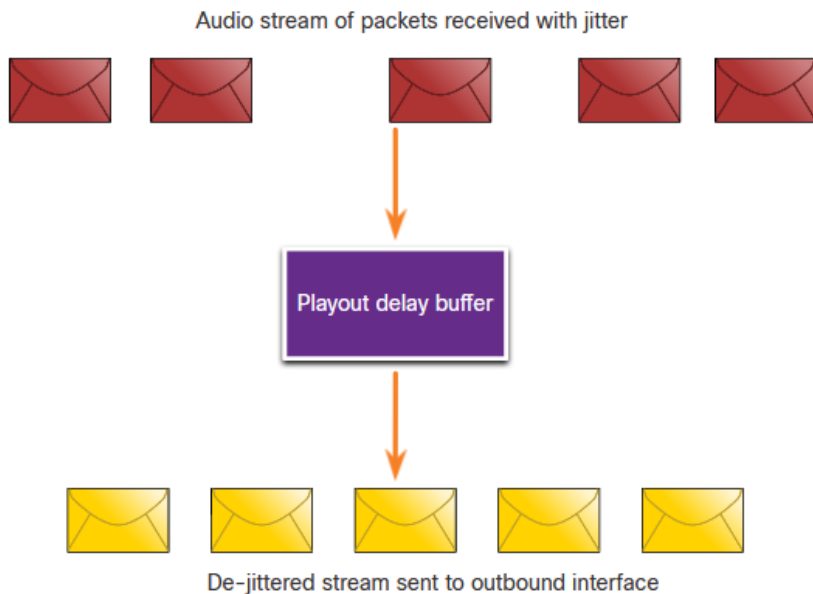 Audio stream of packets received with jitter
Playout delay buffer
De-jittered stream sent to outbound interface